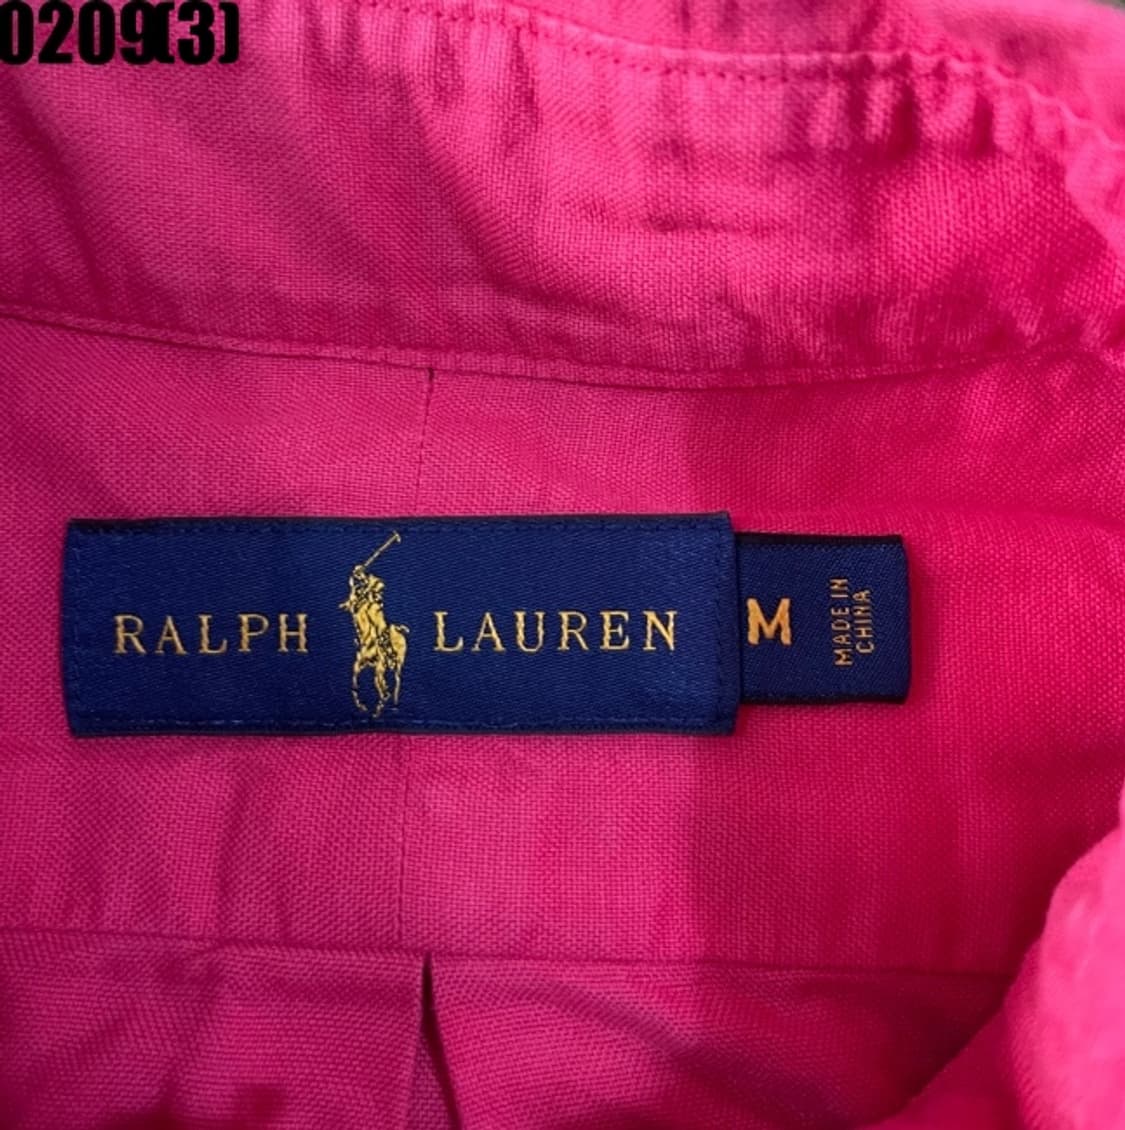 0209(3)
RALPH LAUREN
M
MADE IN
CHINA